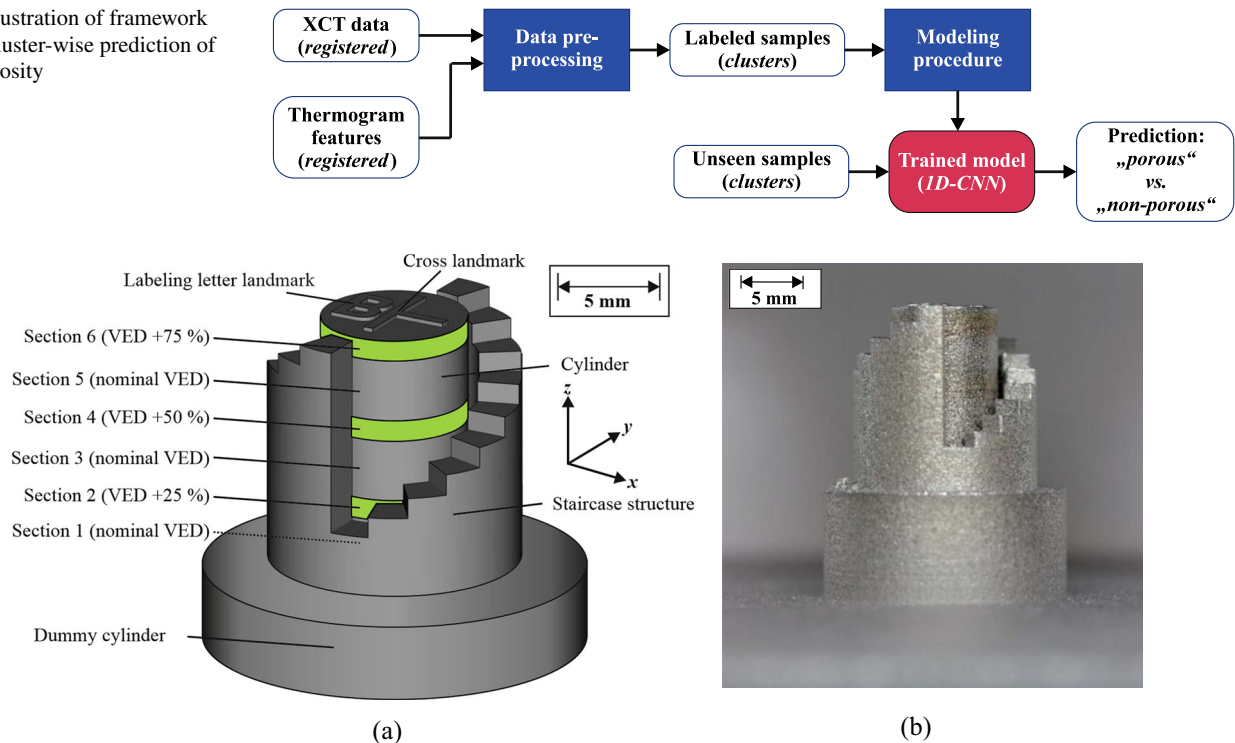 ustration of framework
luster-wise prediction of
osity
XCT data
(registered)
Data pre-
processing
Labeled samples
(clusters)
Modeling
procedure
Thermogram
features
(registered)
Unseen samples
(clusters)
Trained model
(1D-CNN)
Prediction:
„porous“
vs.
„non-porous“
Cross landmark
Labeling letter landmark
5 mm
Section 6 (VED +75 %)
Section 5 (nominal VED)
Cylinder
Section 4 (VED +50 %)
Section 3 (nominal VED)
Section 2 (VED +25 %)
Section 1 (nominal VED)
z
y
x
Staircase structure
Dummy cylinder
B
(a)
5 mm
(b)